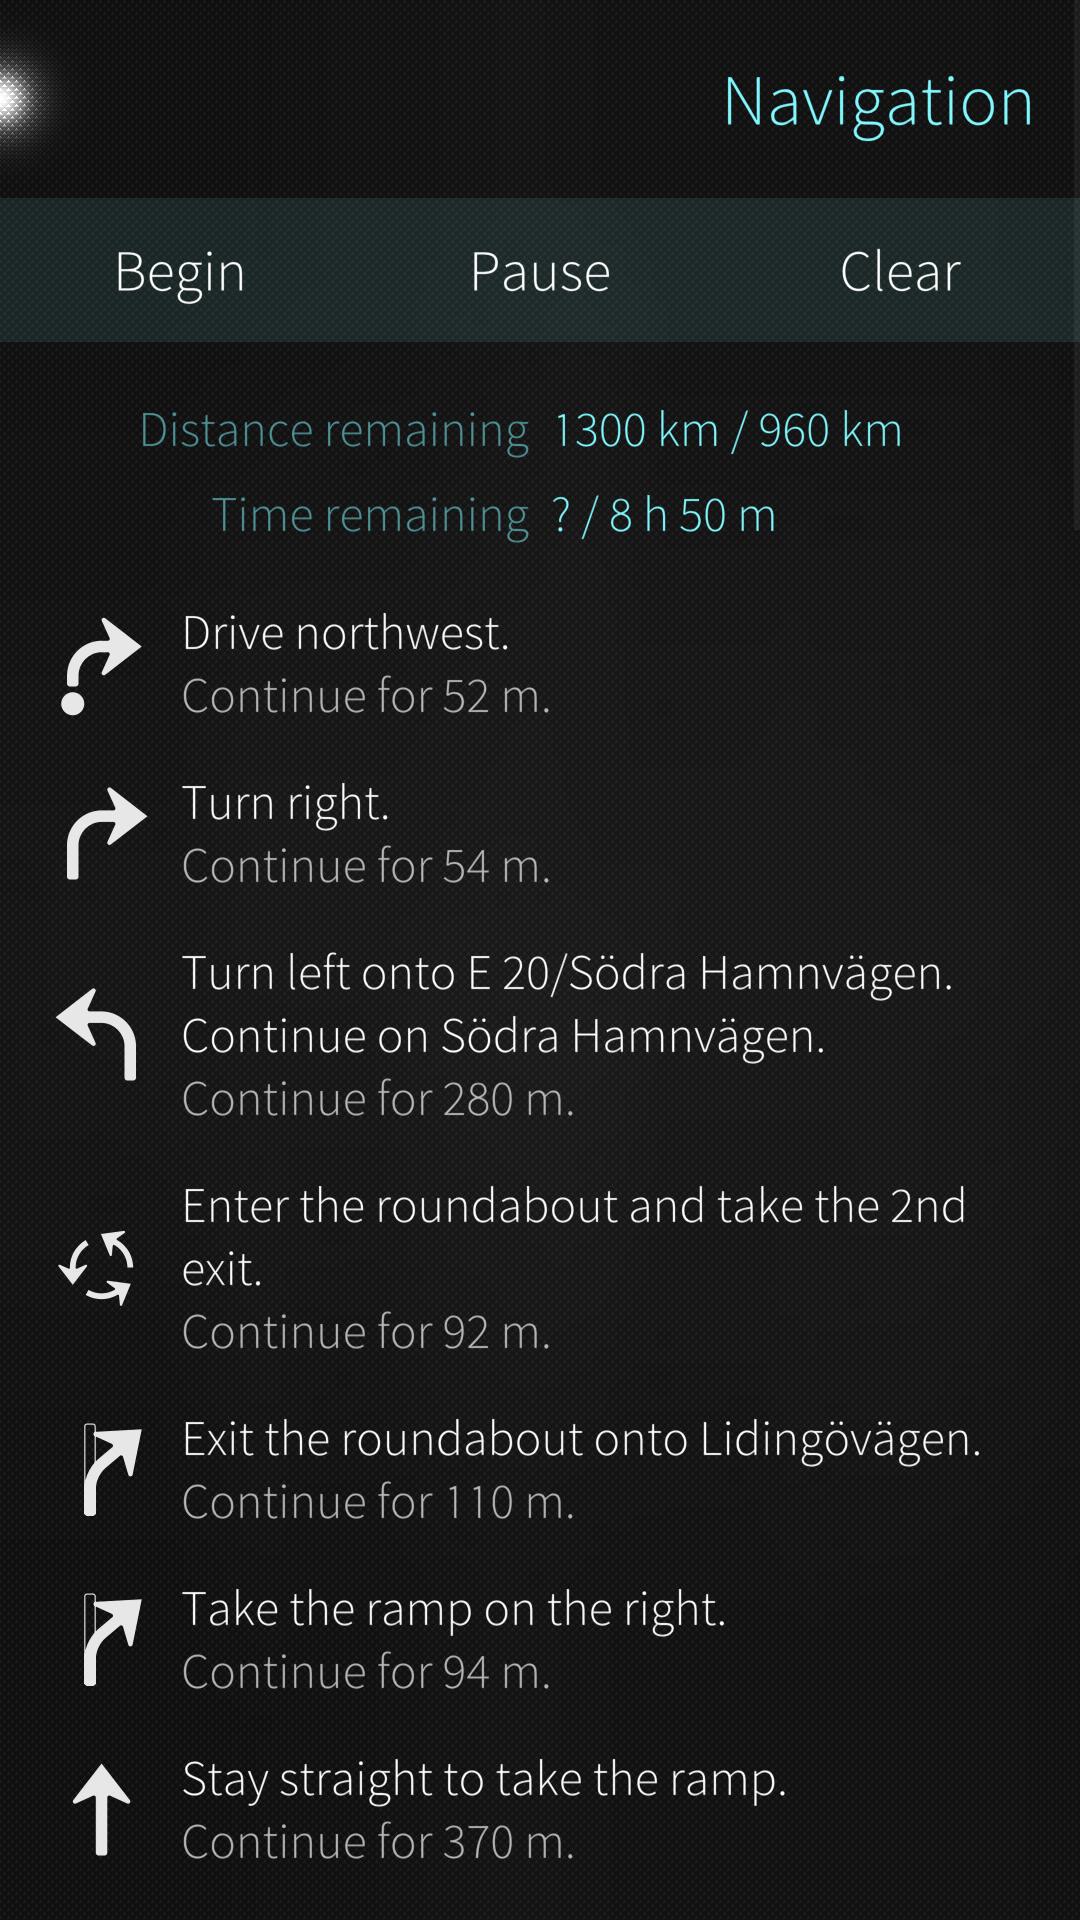 Navigation
Begin Pause Clear
Distance remaining 1300 km / 960 km
Time remaining ? / 8 h 50 m
Drive northwest.
Continue for 52 m.
Turn right.
Continue for 54 m.
Turn left onto E 20/Södra Hamnvägen.
Continue on Södra Hamnvägen.
Continue for 280 m.
Enter the roundabout and take the 2nd
exit.
Continue for 92 m.
Exit the roundabout onto Lidingövägen.
Continue for 110 m.
Take the ramp on the right.
Continue for 94 m.
Stay straight to take the ramp.
Continue for 370 m.